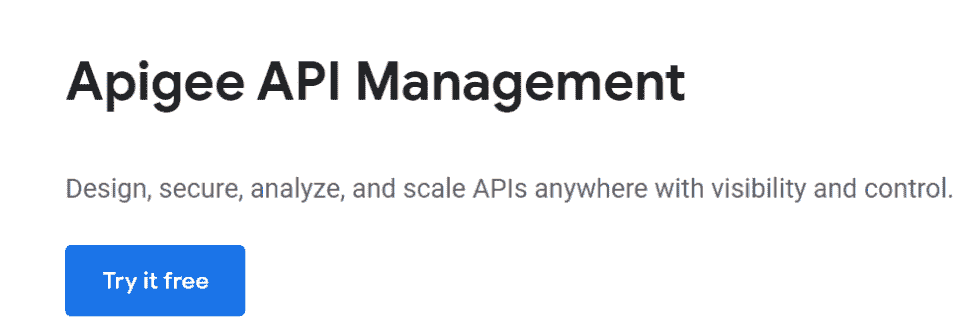 Apigee API Management
Design, secure, analyze, and scale APIs anywhere with visibility and control.
Try it free